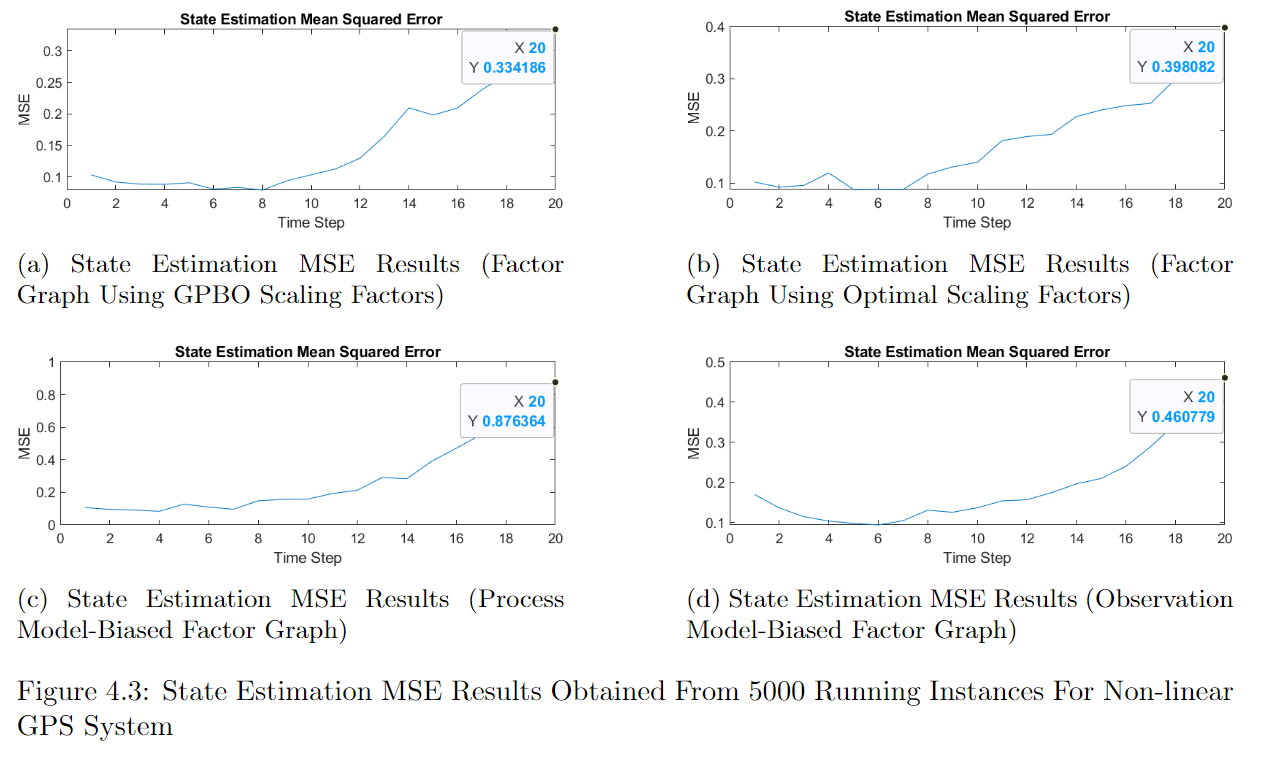 State Estimation Mean Squared Error
MSE
0.3
0.25
0.2
0.15
0.1
X 20
Y 0.334186
0 2 4 6 8 10 12 14 16 18 20
Time Step
(a) State Estimation MSE Results (Factor
Graph Using GPBO Scaling Factors)
State Estimation Mean Squared Error
MSE
0.4
0.3
0.2
0.1
X 20
Y 0.398082
0 2 4 6 8 10 12 14 16 18 20
Time Step
(b) State Estimation MSE Results (Factor
Graph Using Optimal Scaling Factors)
State Estimation Mean Squared Error
MSE
1
0.8
0.6
0.4
0.2
0
X 20
Y 0.876364
0 2 4 6 8 10 12 14 16 18 20
Time Step
(c) State Estimation MSE Results (Process
Model-Biased Factor Graph)
State Estimation Mean Squared Error
MSE
0.5
0.4
0.3
0.2
0.1
X 20
Y 0.460779
0 2 4 6 8 10 12 14 16 18 20
Time Step
(d) State Estimation MSE Results (Observation
Model-Biased Factor Graph)
Figure 4.3: State Estimation MSE Results Obtained From 5000 Running Instances For Non-linear
GPS System